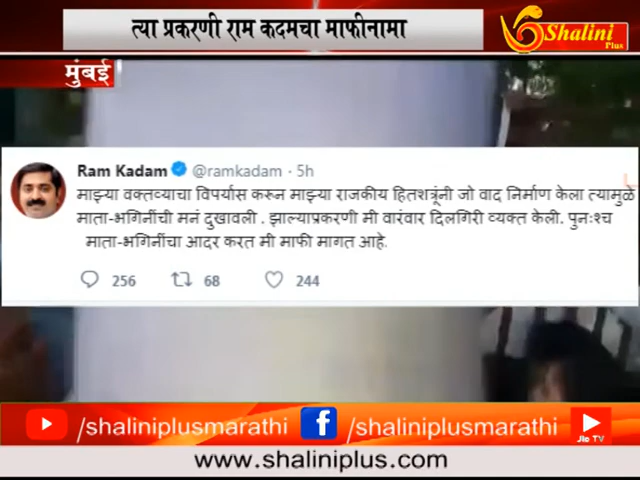 त्या प्रकरणी राम कदमचा माफीनामा
Shalini
Plus
मुंबई
Ram Kadam @ramkadam · 5h
माझ्या वक्तव्याचा विपर्यास करुन माझ्या राजकीय हितशत्रूंनी जो वाद निर्माण केला त्यामुळे
माता-भगिनींची मनं दुखावली . झाल्याप्रकरणी मी वारंवार दिलगिरी व्यक्त केली. पुनःश्च
माता-भगिनींचा आदर करत मी माफी मागत आहे.
256 68 244
/shaliniplusmarathi /shaliniplusmarathi
Jio TV
www.shaliniplus.com